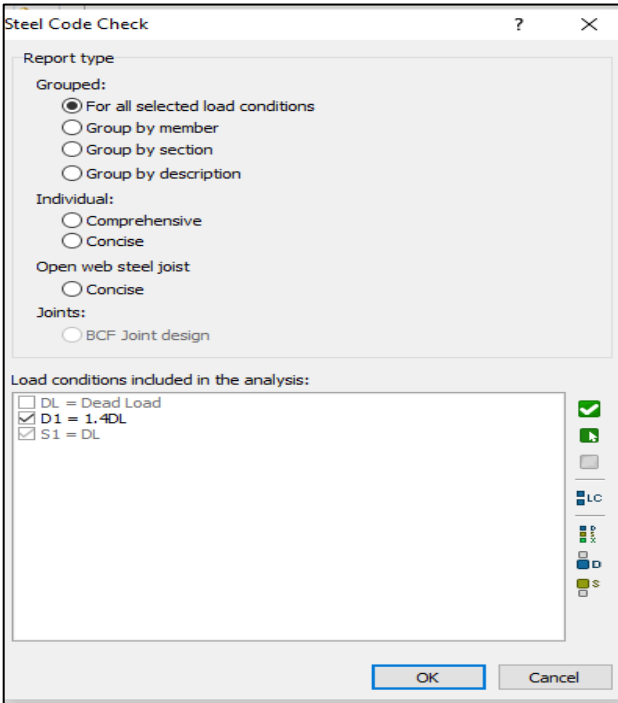 Steel Code Check ? ×
Report type
Grouped:
For all selected load conditions
Group by member
Group by section
Group by description
Individual:
Comprehensive
Concise
Open web steel joist
Concise
Joints:
BCF Joint design
Load conditions included in the analysis:
DL = Dead Load
D1 = 1.4DL
S1 = DL
LC
D
S
OK Cancel